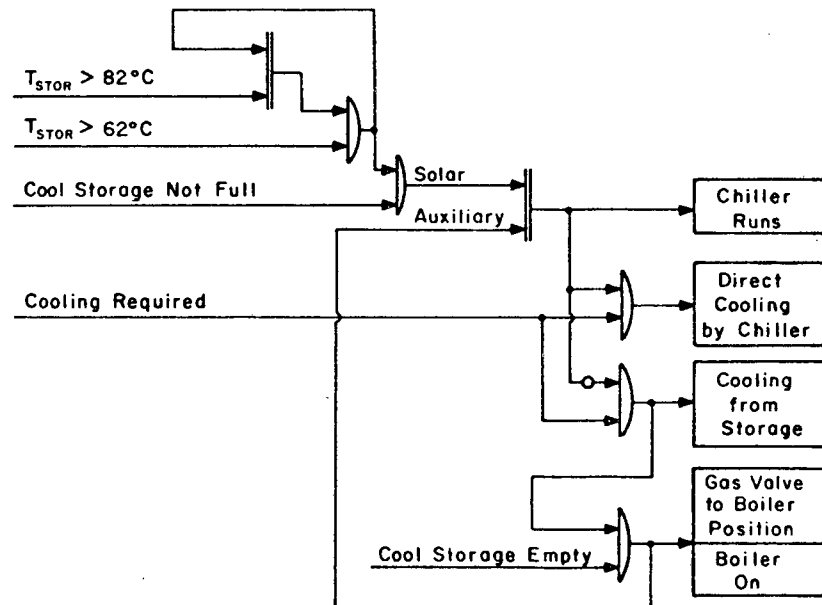 T_STOR > 82°C
T_STOR > 62°C
Cool Storage Not Full
Solar
Auxiliary
Chiller
Runs
Cooling Required
Direct
Cooling
by Chiller
Cooling
from
Storage
Gas Valve
to Boiler
Position
Cool Storage Empty
Boiler
On